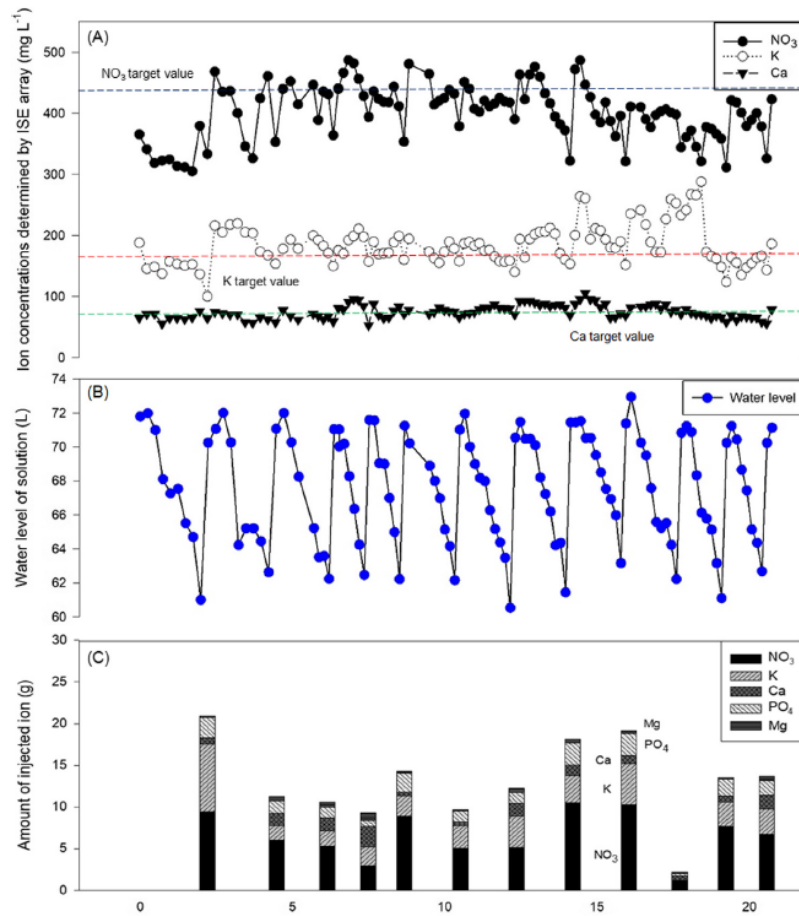 Ion concentrations determined by ISE array (mg L⁻¹)
(A)
500
400
300
200
100
0
NO₃ target value
K target value
Ca target value
NO₃
K
Ca
Water level of solution (L)
(B)
74
72
70
68
66
64
62
60
Water level
Amount of injected ion (g)
(C)
30
25
20
15
10
5
0
NO₃
K
Ca
PO₄
Mg
Mg
PO₄
Ca
K
NO₃
0 5 10 15 20